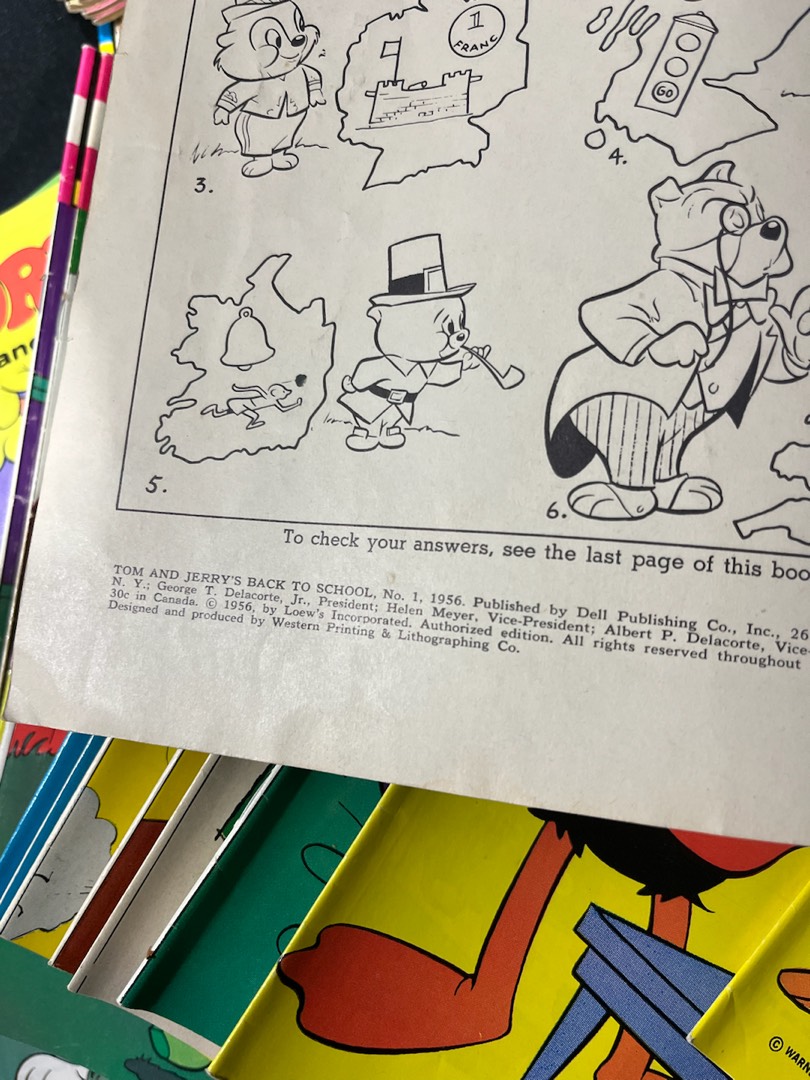 1
FRANC
GO
3.
4.
5.
6.
To check your answers, see the last page of this boo
TOM AND JERRY'S BACK TO SCHOOL, No. 1, 1956. Published by Dell Publishing Co., Inc., 26
N. Y.; George T. Delacorte, Jr., President; Helen Meyer, Vice-President; Albert P. Delacorte, Vice-
30c in Canada. © 1956, by Loew's Incorporated. Authorized edition. All rights reserved throughout
Designed and produced by Western Printing & Lithographing Co.
© WARN